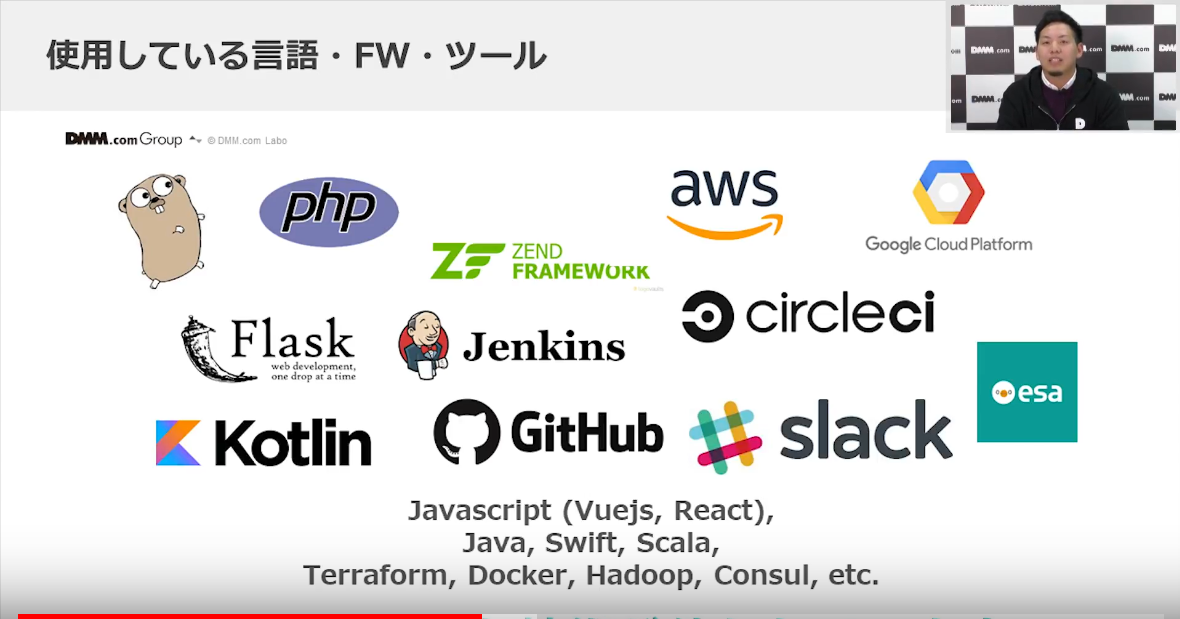 使用している言語・FW・ツール
DMM.com Group © DMM.com Labo
php
aws
Google Cloud Platform
ZF ZEND
FRAMEWORK
circleci
Flask
web development,
one drop at a time
Jenkins
esa
Kotlin
GitHub
slack
Javascript (Vuejs, React),
Java, Swift, Scala,
Terraform, Docker, Hadoop, Consul, etc.